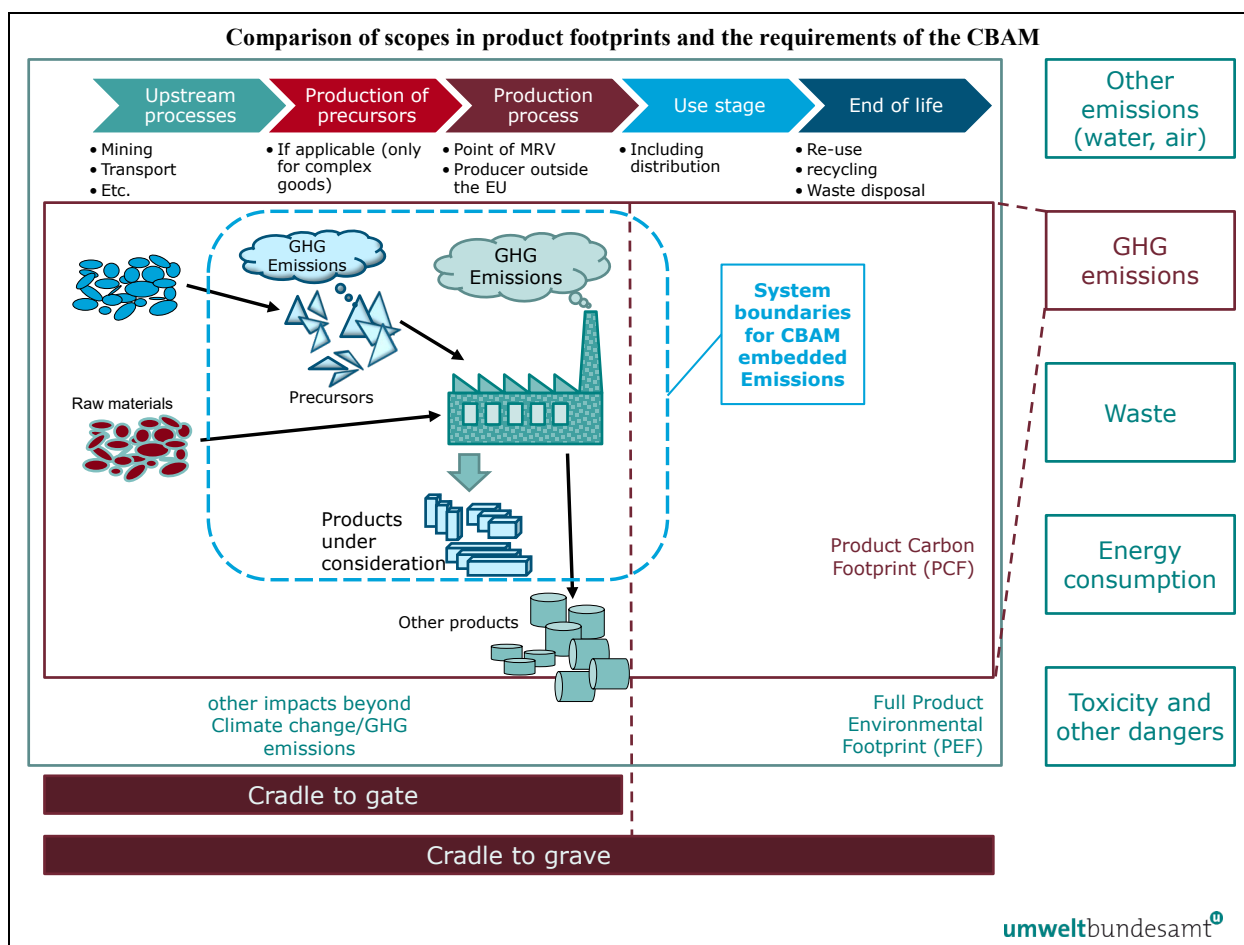 Comparison of scopes in product footprints and the requirements of the CBAM
Upstream
processes
Production of
precursors
Production
process
Use stage
End of life
• Mining
• Transport
• Etc.
• If applicable (only
for complex
goods)
• Point of MRV
• Producer outside
the EU
• Including
distribution
• Re-use
• recycling
• Waste disposal
GHG
Emissions
GHG
Emissions
Precursors
Raw materials
Products
under
consideration
Other products
System
boundaries
for CBAM
embedded
Emissions
Product Carbon
Footprint (PCF)
other impacts beyond
Climate change/GHG
emissions
Full Product
Environmental
Footprint (PEF)
Cradle to gate
Cradle to grave
Other
emissions
(water, air)
GHG
emissions
Waste
Energy
consumption
Toxicity and
other dangers
umweltbundesamt u